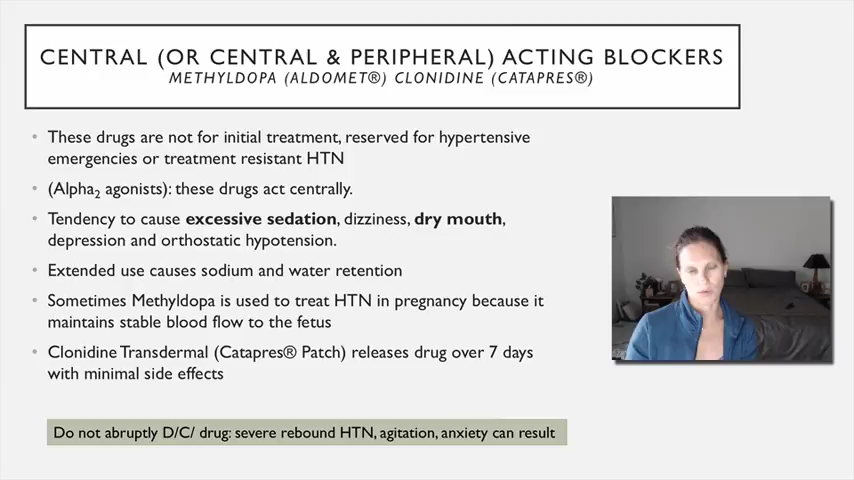 CENTRAL (OR CENTRAL & PERIPHERAL) ACTING BLOCKERS
METHYLDOPA (ALDOMET®) CLONIDINE (CATAPRES®)
• These drugs are not for initial treatment, reserved for hypertensive
emergencies or treatment resistant HTN
• (Alpha₂ agonists): these drugs act centrally.
• Tendency to cause excessive sedation, dizziness, dry mouth,
depression and orthostatic hypotension.
• Extended use causes sodium and water retention
• Sometimes Methyldopa is used to treat HTN in pregnancy because it
maintains stable blood flow to the fetus
• Clonidine Transdermal (Catapres® Patch) releases drug over 7 days
with minimal side effects
Do not abruptly D/C/ drug: severe rebound HTN, agitation, anxiety can result